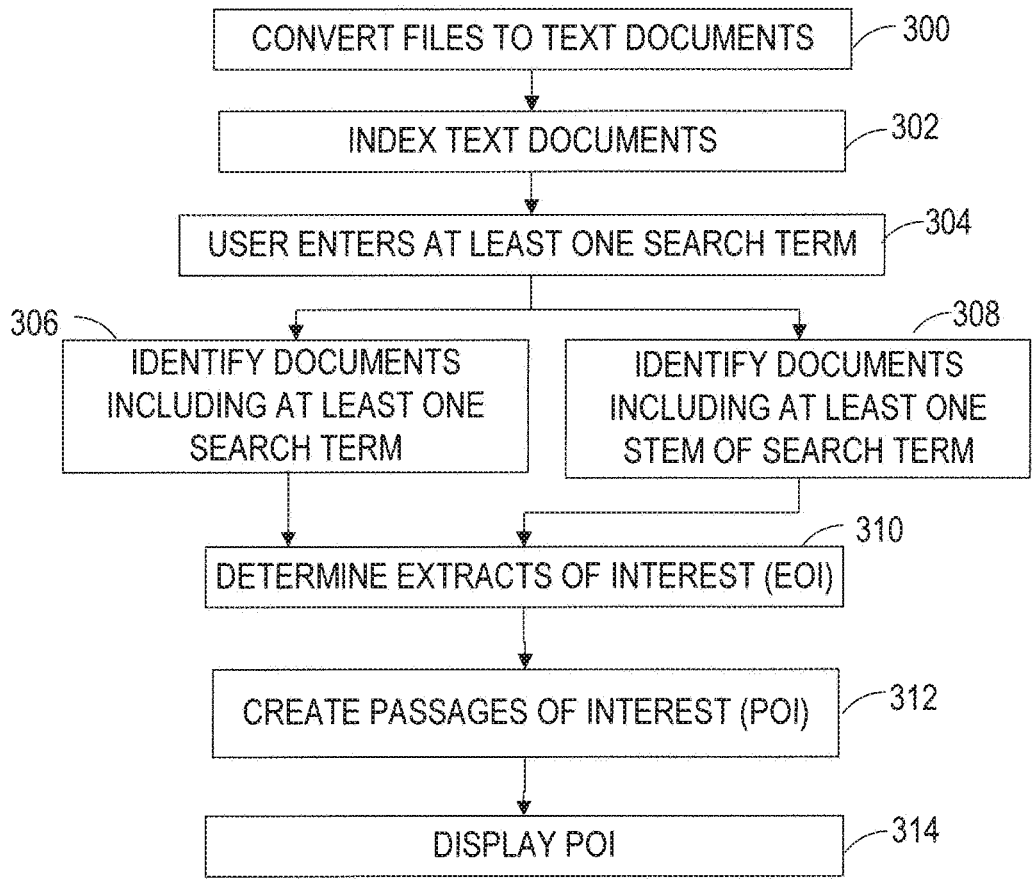 CONVERT FILES TO TEXT DOCUMENTS
300
INDEX TEXT DOCUMENTS
302
USER ENTERS AT LEAST ONE SEARCH TERM
304
306
IDENTIFY DOCUMENTS
INCLUDING AT LEAST ONE
SEARCH TERM
308
IDENTIFY DOCUMENTS
INCLUDING AT LEAST ONE
STEM OF SEARCH TERM
310
DETERMINE EXTRACTS OF INTEREST (EOI)
CREATE PASSAGES OF INTEREST (POI)
312
DISPLAY POI
314